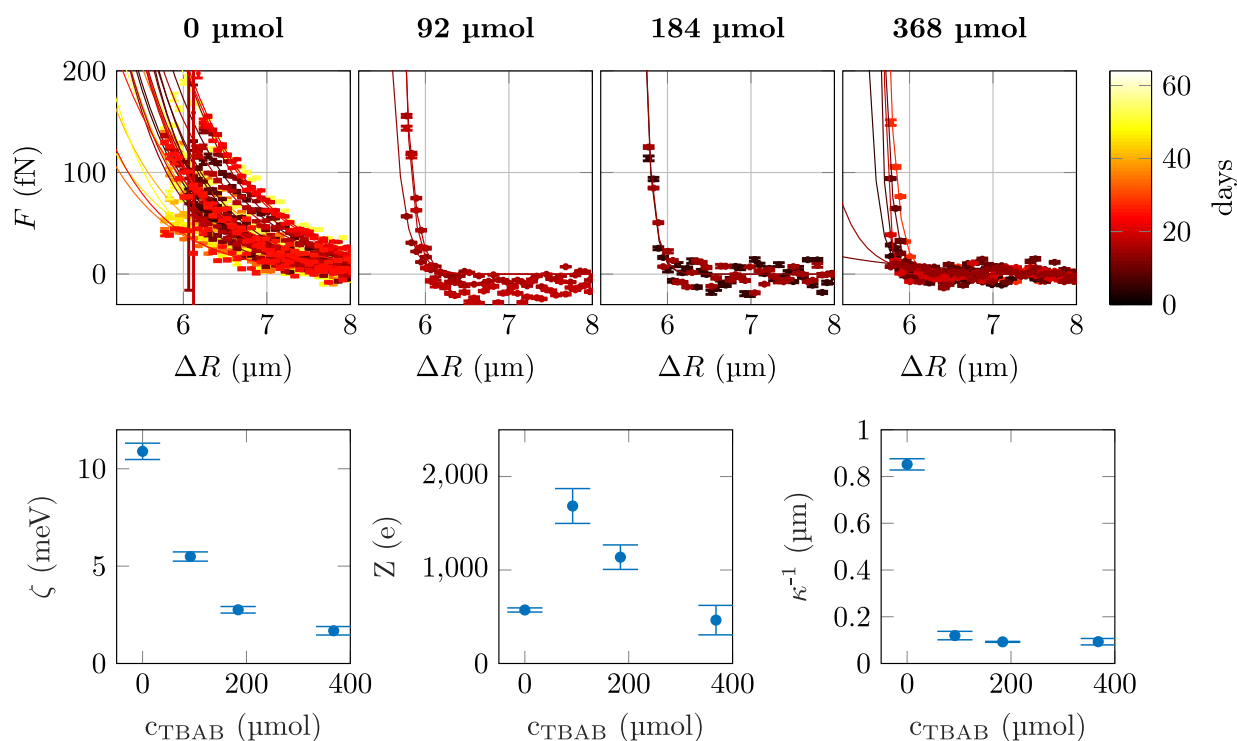 0 µmol 92 µmol 184 µmol 368 µmol
200
100
0
F (fN)
6 7 8
6 7 8
6 7 8
6 7 8
ΔR (µm) ΔR (µm) ΔR (µm) ΔR (µm)
60
40
20
0
days
10
5
0
ζ (meV)
0 200 400
c_TBAB (µmol)
2,000
1,000
0
Z (e)
0 200 400
c_TBAB (µmol)
1
0.8
0.6
0.4
0.2
0
κ⁻¹ (µm)
0 200 400
c_TBAB (µmol)